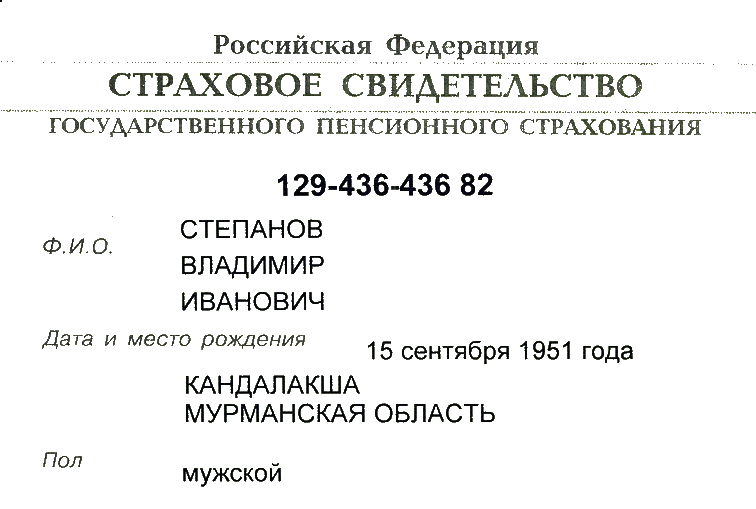 Российская Федерация
СТРАХОВОЕ СВИДЕТЕЛЬСТВО
ГОСУДАРСТВЕННОГО ПЕНСИОННОГО СТРАХОВАНИЯ
129-436-436 82
Ф.И.О.
СТЕПАНОВ
ВЛАДИМИР
ИВАНОВИЧ
Дата и место рождения
15 сентября 1951 года
КАНДАЛАКША
МУРМАНСКАЯ ОБЛАСТЬ
Пол
мужской